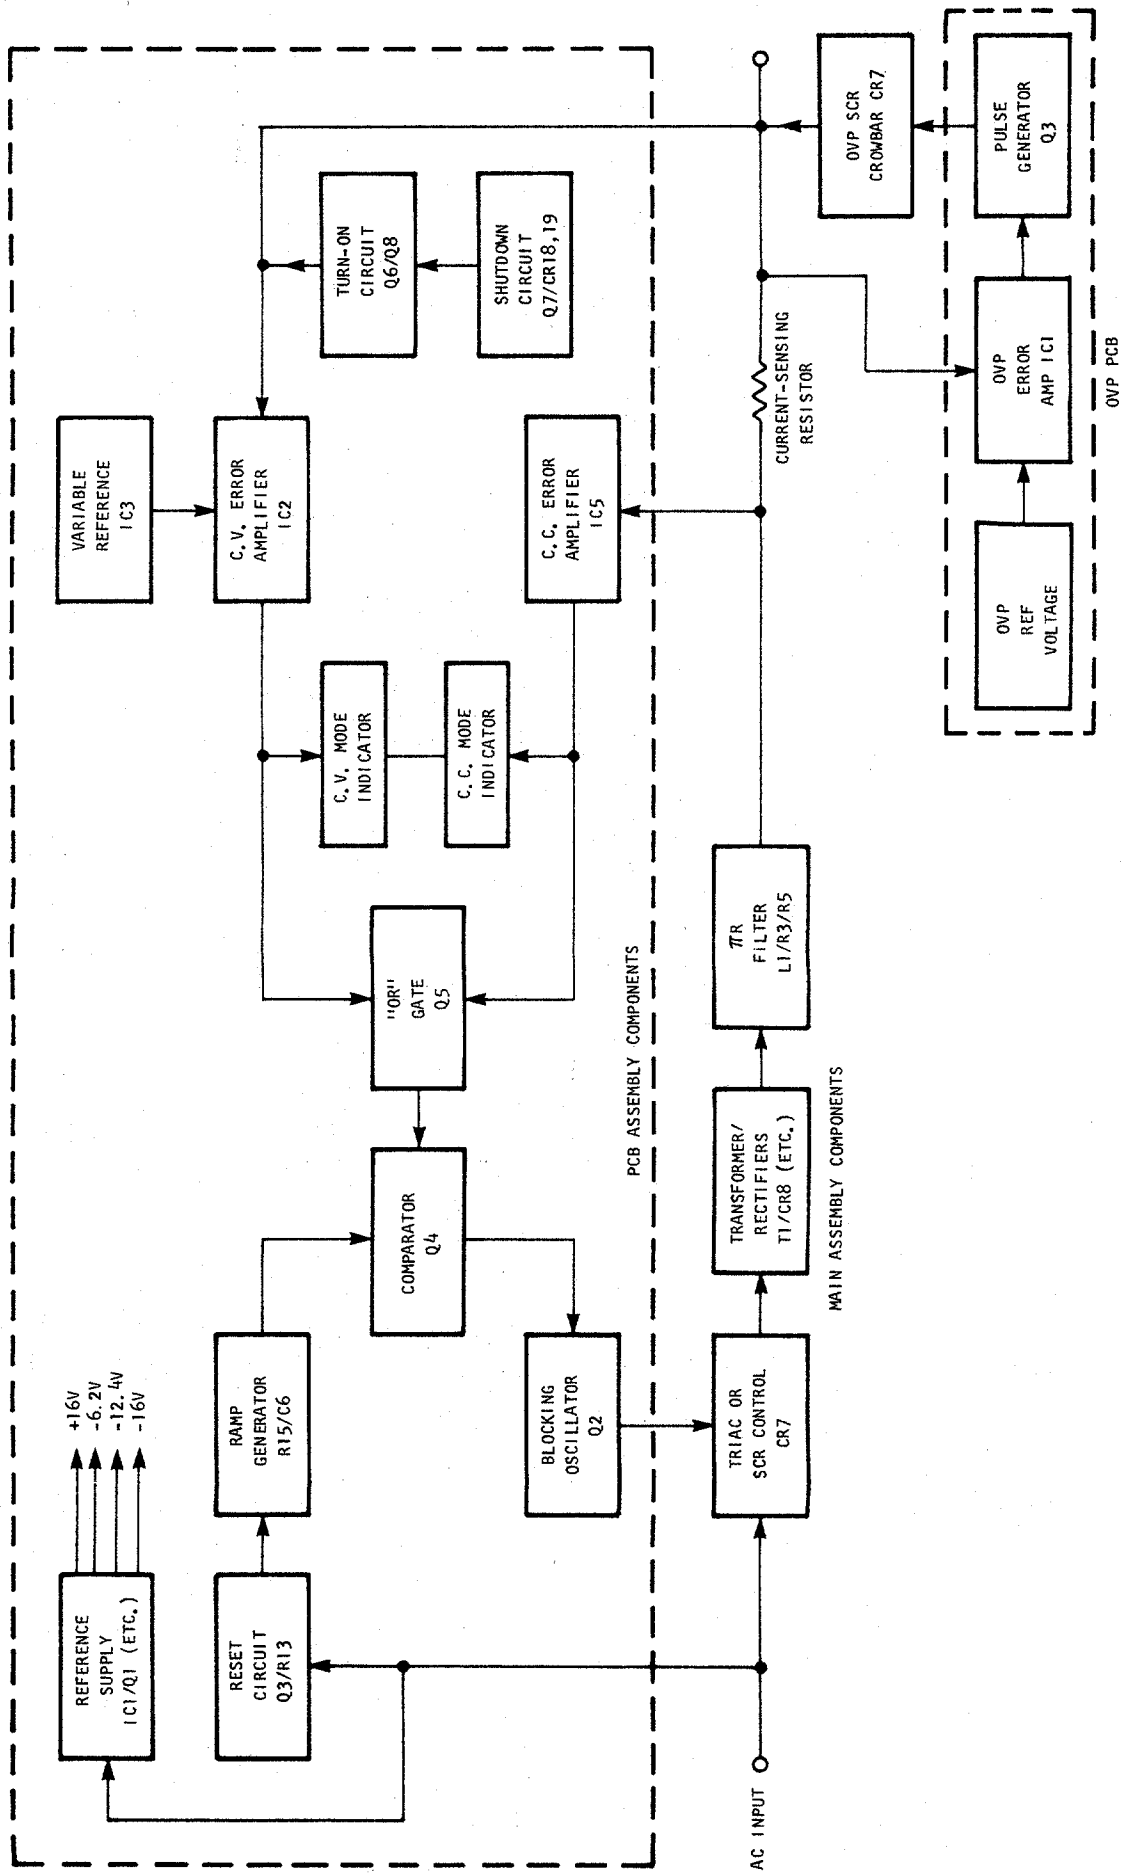 REFERENCE
SUPPLY
IC1/Q1 (ETC.)
+16V
-6.2V
-12.4V
-16V
RESET
CIRCUIT
Q3/R13
RAMP
GENERATOR
R15/C6
COMPARATOR
Q4
BLOCKING
OSCILLATOR
Q2
"OR"
GATE
Q5
C.V. MODE
INDICATOR
C.C. MODE
INDICATOR
VARIABLE
REFERENCE
IC3
C.V. ERROR
AMPLIFIER
IC2
C.C. ERROR
AMPLIFIER
IC5
TURN-ON
CIRCUIT
Q6/Q8
SHUTDOWN
CIRCUIT
Q7/CR18,19
PCB ASSEMBLY COMPONENTS
AC INPUT
TRIAC OR
SCR CONTROL
CR7
TRANSFORMER/
RECTIFIERS
T1/CR8 (ETC.)
πR
FILTER
L1/R3/R5
CURRENT-SENSING
RESISTOR
MAIN ASSEMBLY COMPONENTS
OVP SCR
CROWBAR CR7
OVP
REF
VOLTAGE
OVP
ERROR
AMP IC1
PULSE
GENERATOR
Q3
OVP PCB